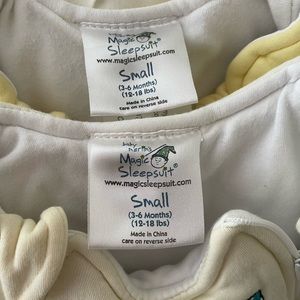 Magic
Sleepsuit®
www.magicsleepsuit.com
Small
(3-6 Months)
(12-18 lbs)
Made in China
care on reverse side
baby merlin's
Magic
Sleepsuit®
www.magicsleepsuit.com
Small
(3-6 Months)
(12-18 lbs)
Made in China
care on reverse side